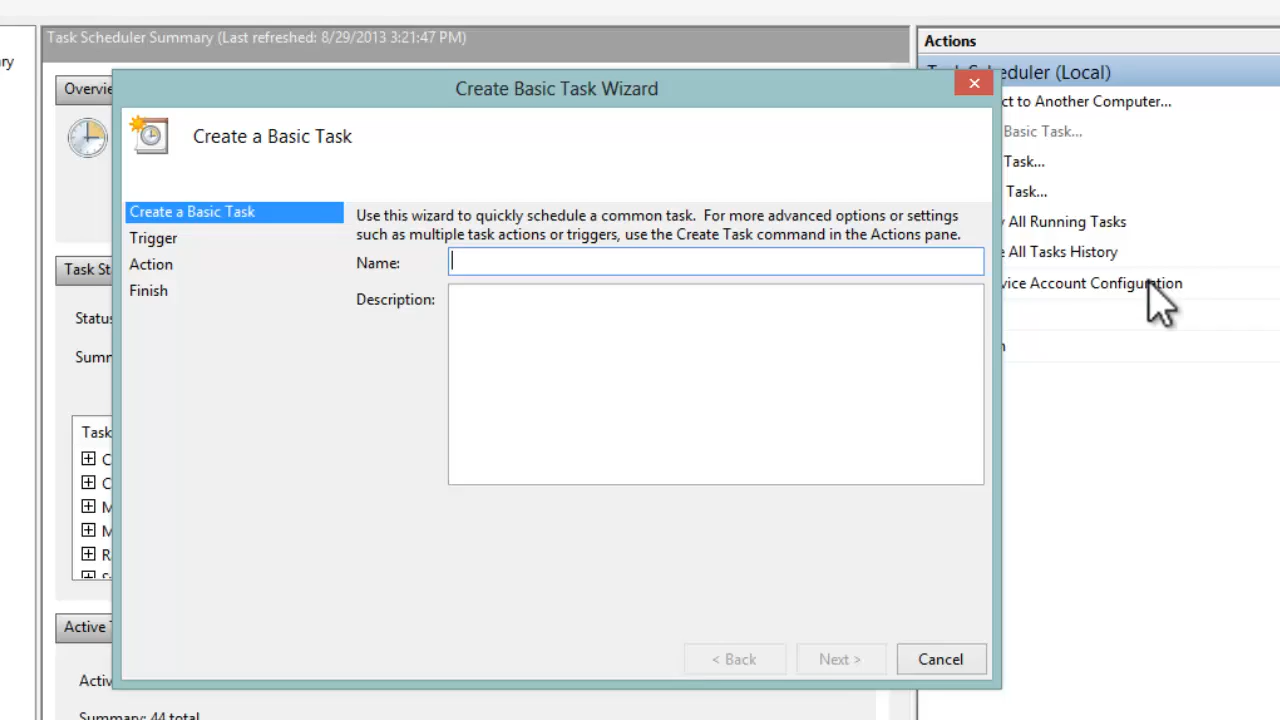 Task Scheduler Summary (Last refreshed: 8/29/2013 3:21:47 PM)
Actions
Create Basic Task Wizard
(Local)
to Another Computer...
Create a Basic Task
Basic Task...
Task...
Task...
Create a Basic Task
Trigger
Action
Finish
Use this wizard to quickly schedule a common task. For more advanced options or settings
such as multiple task actions or triggers, use the Create Task command in the Actions pane.
Name:
Description:
All Running Tasks
All Tasks History
Account Configuration
Task
Active
Summary: 44 total
< Back
Next >
Cancel